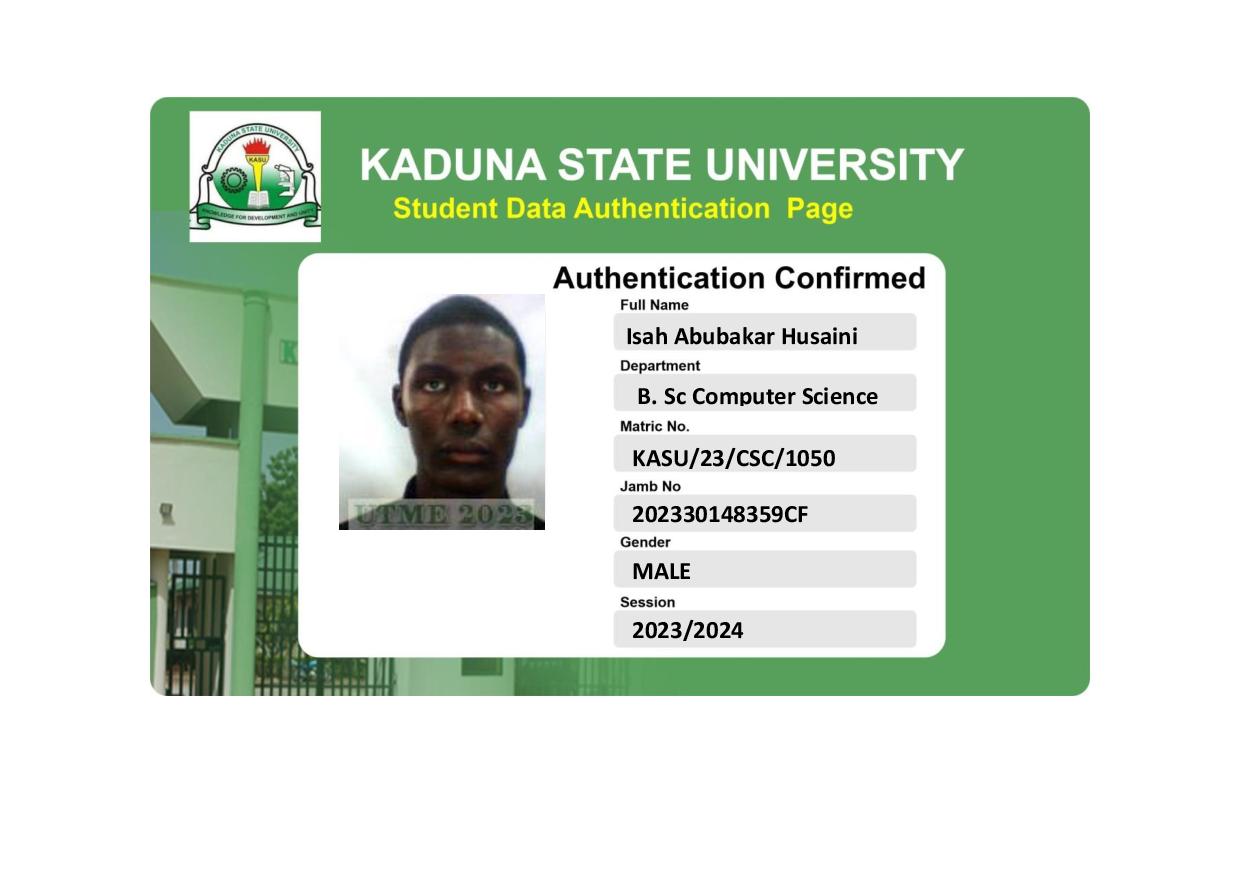 KADUNA STATE UNIVERSITY
KASU
KNOWLEDGE FOR DEVELOPMENT AND UNITY
KADUNA STATE UNIVERSITY
Student Data Authentication Page
Authentication Confirmed
Full Name
Isah Abubakar Husaini
Department
B. Sc Computer Science
Matric No.
KASU/23/CSC/1050
Jamb No
202330148359CF
Gender
MALE
Session
2023/2024
UTME 2023
K